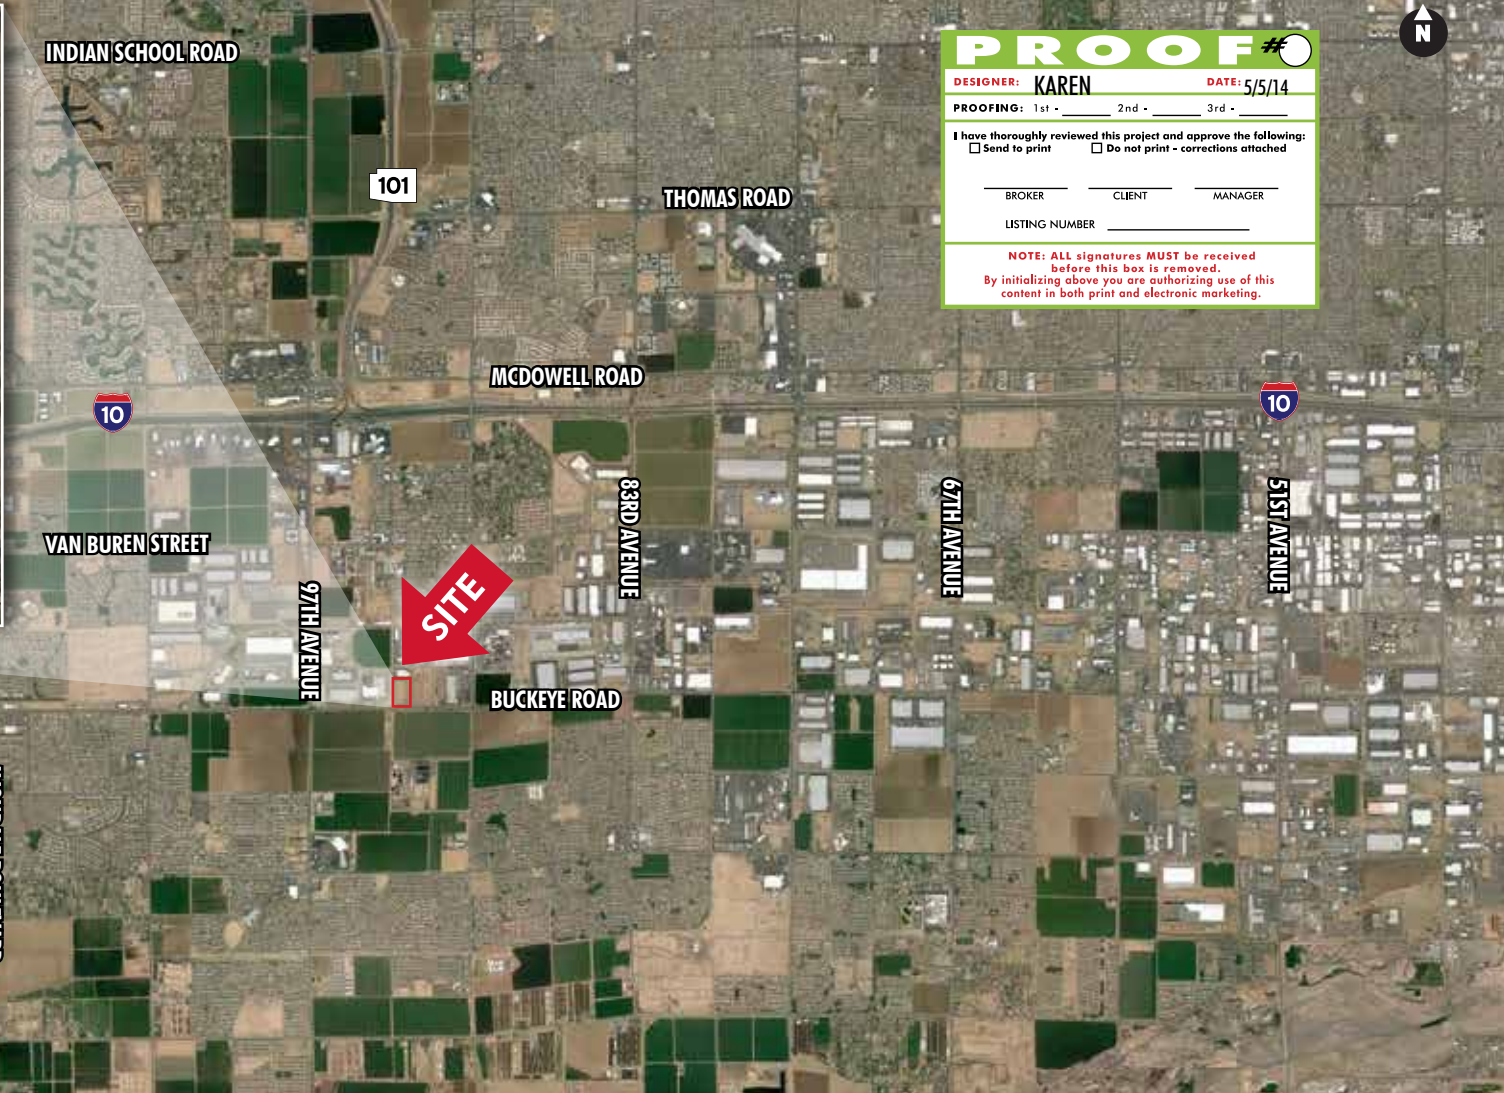 INDIAN SCHOOL ROAD
101
THOMAS ROAD
MCDOWELL ROAD
10
10
83RD AVENUE
67TH AVENUE
51ST AVENUE
VAN BUREN STREET
97TH AVENUE
SITE
BUCKEYE ROAD
N
PROOF #
DESIGNER: KAREN DATE: 5/5/14
PROOFING: 1st - 2nd - 3rd -
I have thoroughly reviewed this project and approve the following:
Send to print Do not print - corrections attached
BROKER CLIENT MANAGER
LISTING NUMBER
NOTE: ALL signatures MUST be received
before this box is removed.
By initializing above you are authorizing use of this
content in both print and electronic marketing.